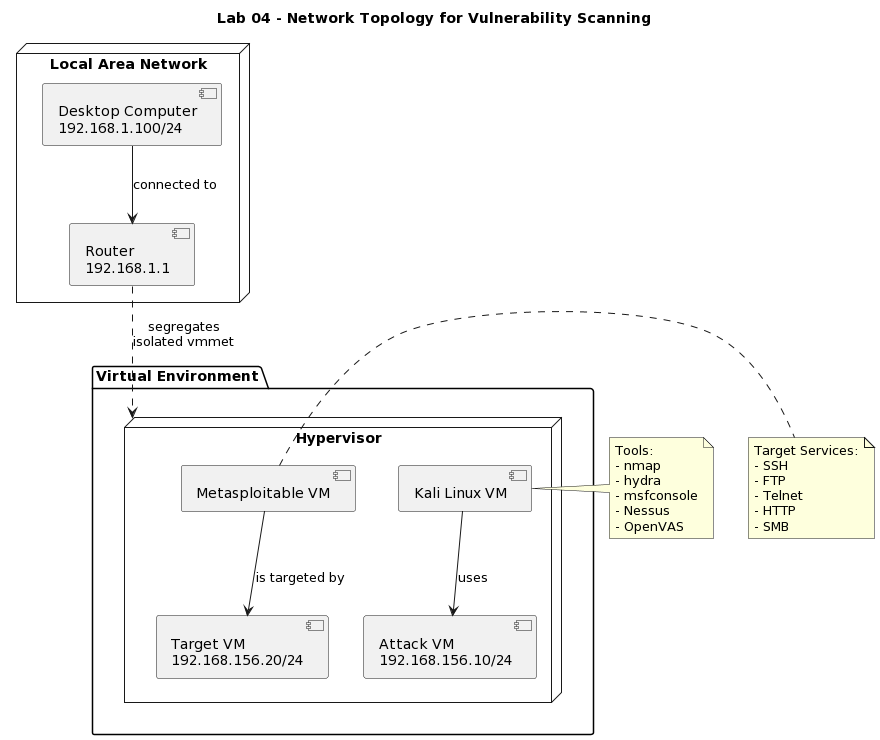 Lab 04 - Network Topology for Vulnerability Scanning
Local Area Network
Desktop Computer
192.168.1.100/24
connected to
Router
192.168.1.1
segregates
isolated vmmet
Virtual Environment
Hypervisor
Metasploitable VM
Kali Linux VM
Tools:
- nmap
- hydra
- msfconsole
- Nessus
- OpenVAS
Target Services:
- SSH
- FTP
- Telnet
- HTTP
- SMB
is targeted by
uses
Target VM
192.168.156.20/24
Attack VM
192.168.156.10/24